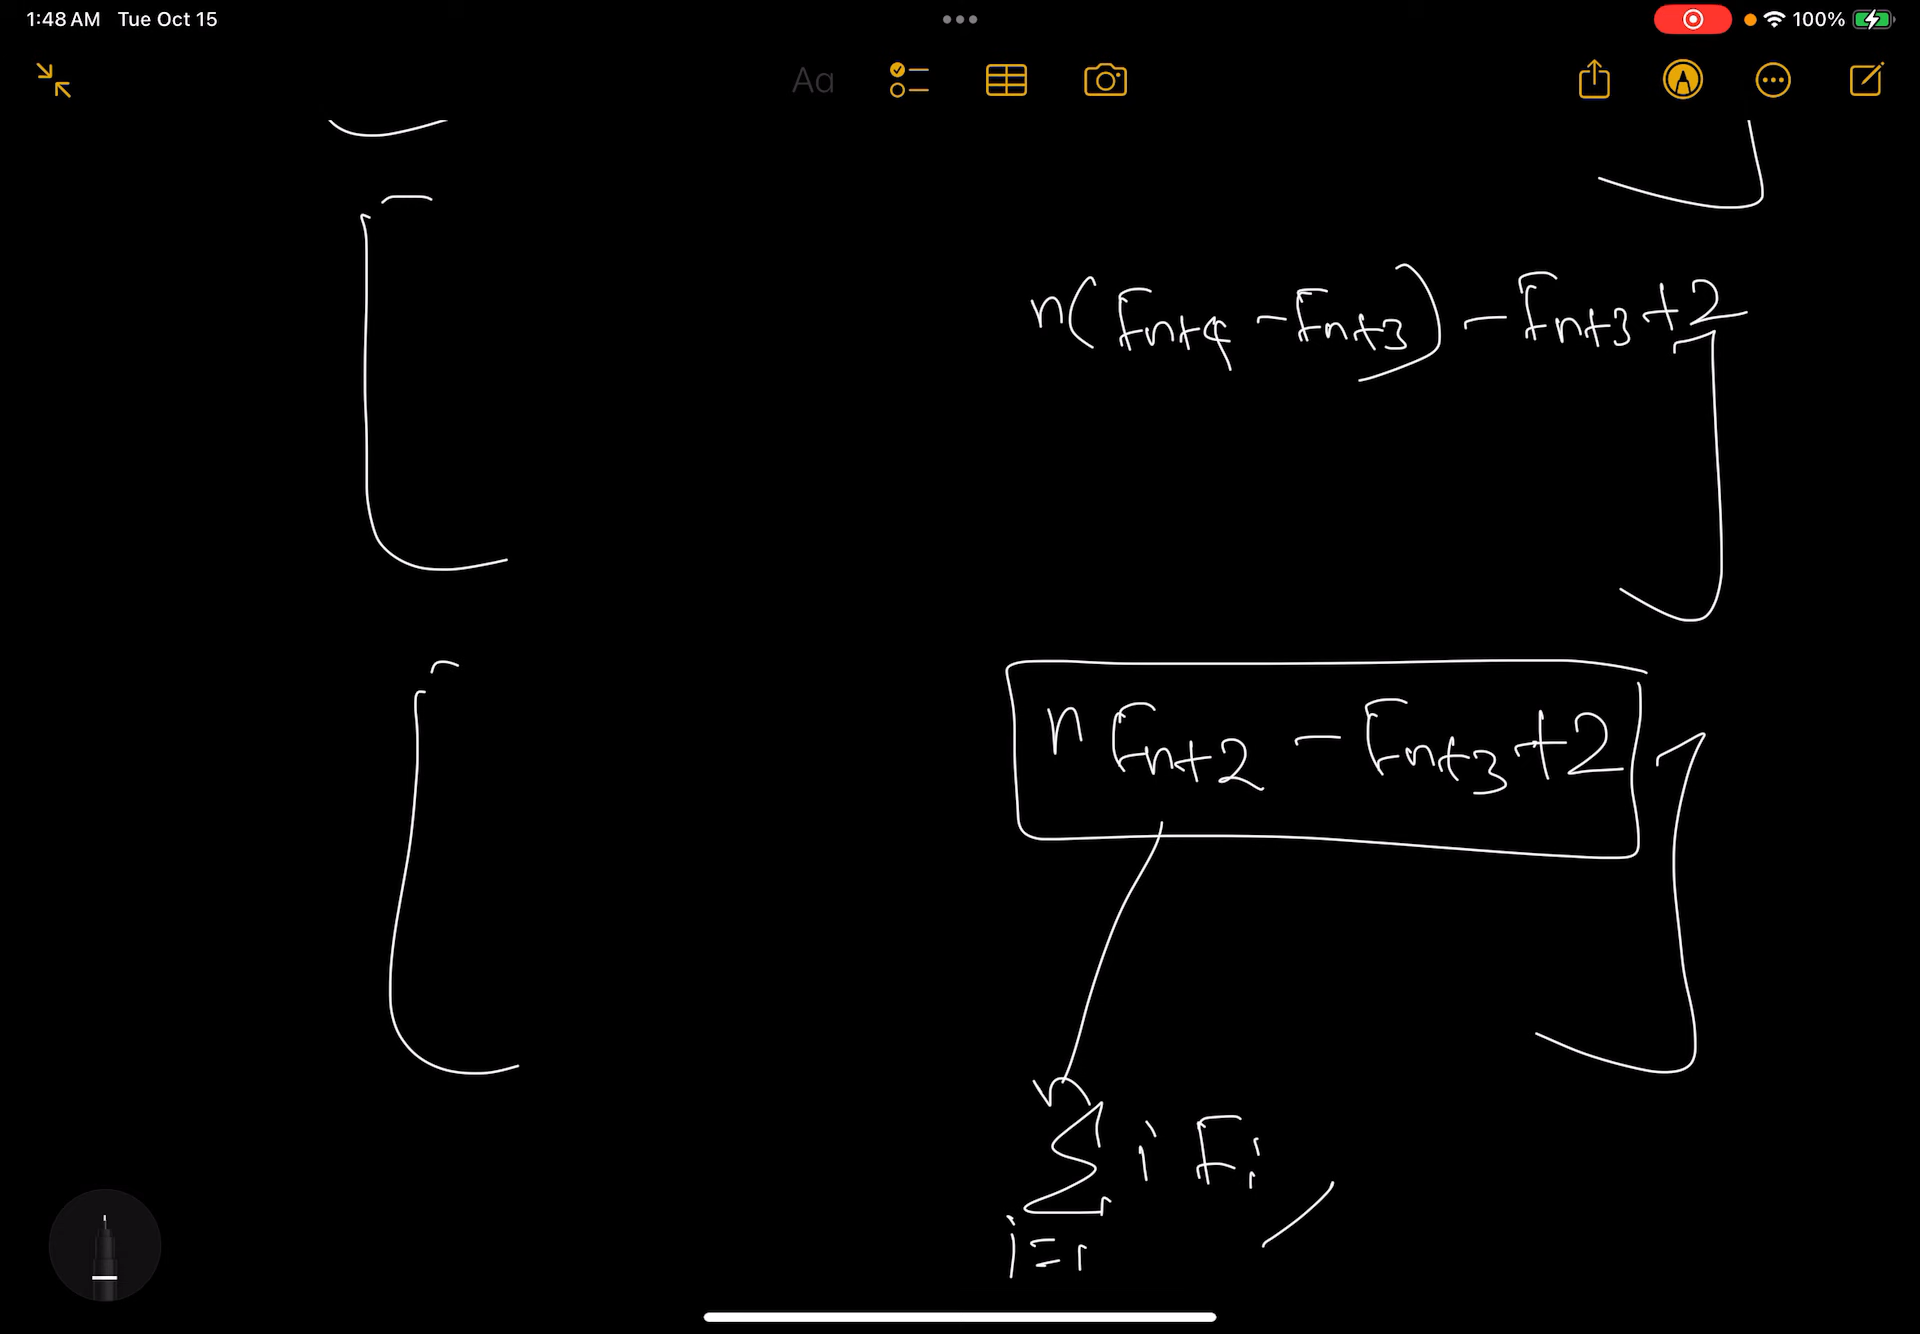 1:48 AM Tue Oct 15
100%
Aa
n(Fn+4 - Fn+3) - Fn+3 + 2
n Fn+2 - Fn+3 + 2
n
∑ i Fi
i=1